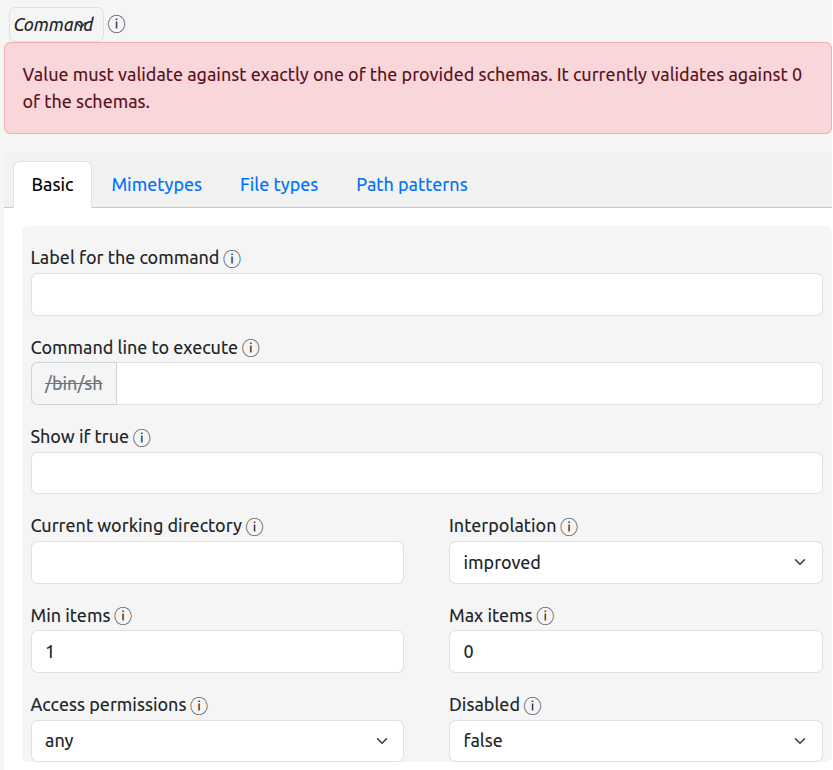 Command
Value must validate against exactly one of the provided schemas. It currently validates against 0
of the schemas.
Basic Mimetypes File types Path patterns
Label for the command
Command line to execute
/bin/sh
Show if true
Current working directory Interpolation
improved
Min items Max items
1 0
Access permissions Disabled
any false